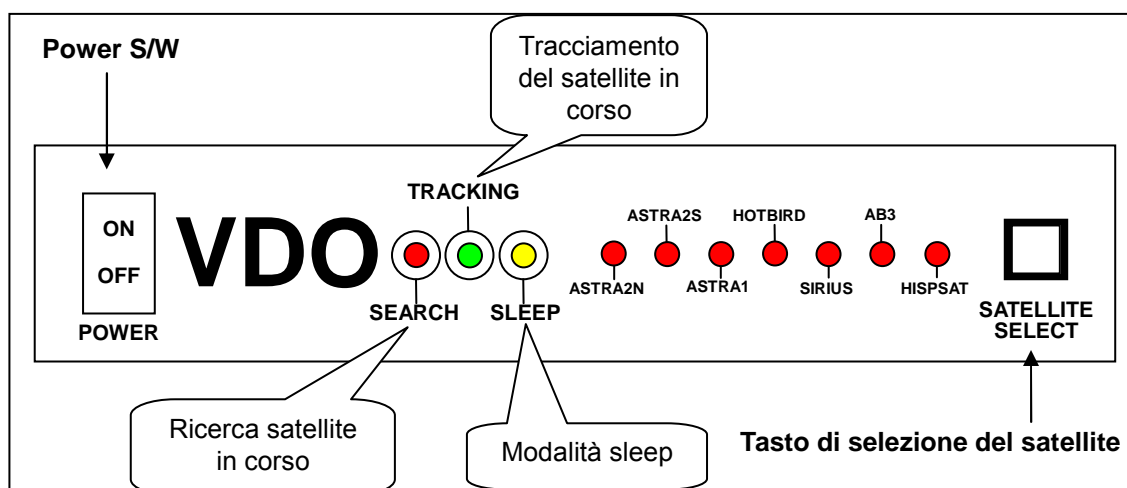 Power S/W
Tracciamento
del satellite in
corso
TRACKING
ON
OFF
POWER
VDO
SEARCH
SLEEP
ASTRA2S
HOTBIRD
AB3
ASTRA2N
ASTRA1
SIRIUS
HISPSAT
SATELLITE
SELECT
Ricerca satellite
in corso
Modalità sleep
Tasto di selezione del satellite